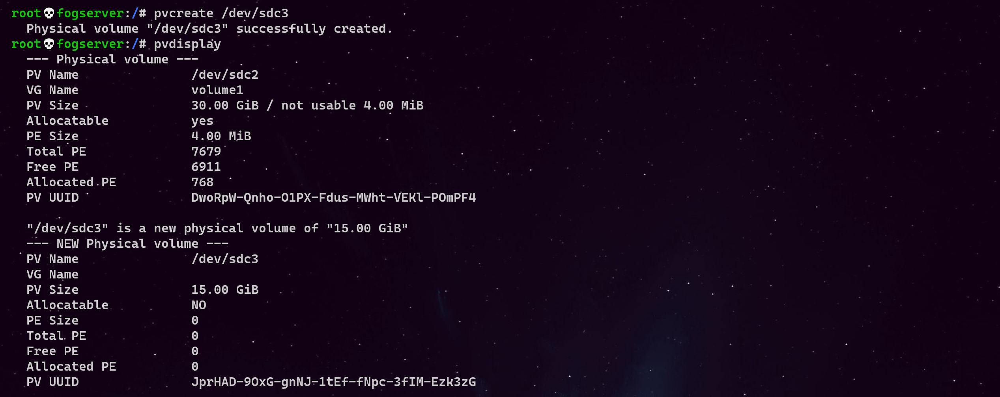 root💀fogserver:/# pvcreate /dev/sdc3
  Physical volume "/dev/sdc3" successfully created.
root💀fogserver:/# pvdisplay
  --- Physical volume ---
  PV Name               /dev/sdc2
  VG Name               volume1
  PV Size               30.00 GiB / not usable 4.00 MiB
  Allocatable           yes
  PE Size               4.00 MiB
  Total PE              7679
  Free PE               6911
  Allocated PE          768
  PV UUID               DwoRpW-Qnho-O1PX-Fdus-MWht-VEKl-POmPF4

  "/dev/sdc3" is a new physical volume of "15.00 GiB"
  --- NEW Physical volume ---
  PV Name               /dev/sdc3
  VG Name
  PV Size               15.00 GiB
  Allocatable           NO
  PE Size               0
  Total PE              0
  Free PE               0
  Allocated PE          0
  PV UUID               JprHAD-9OxG-gnNJ-1tEf-fNpc-3fIM-Ezk3zG